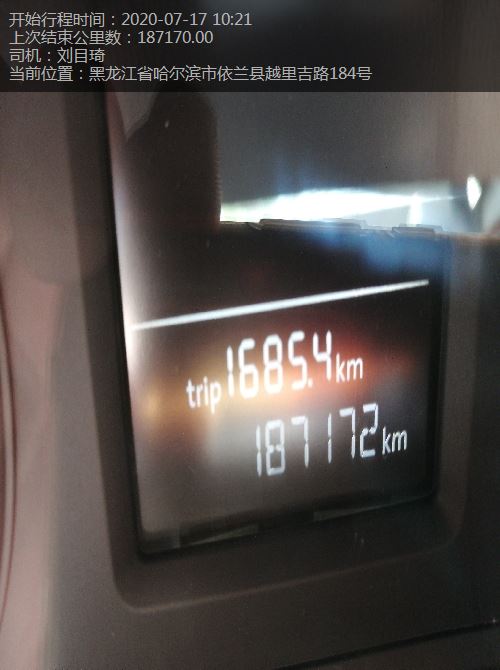 开始行程时间：2020-07-17 10:21
上次结束公里数：187170.00
司机：刘目琦
当前位置：黑龙江省哈尔滨市依兰县越里吉路184号
trip 1685.4 km
187172 km